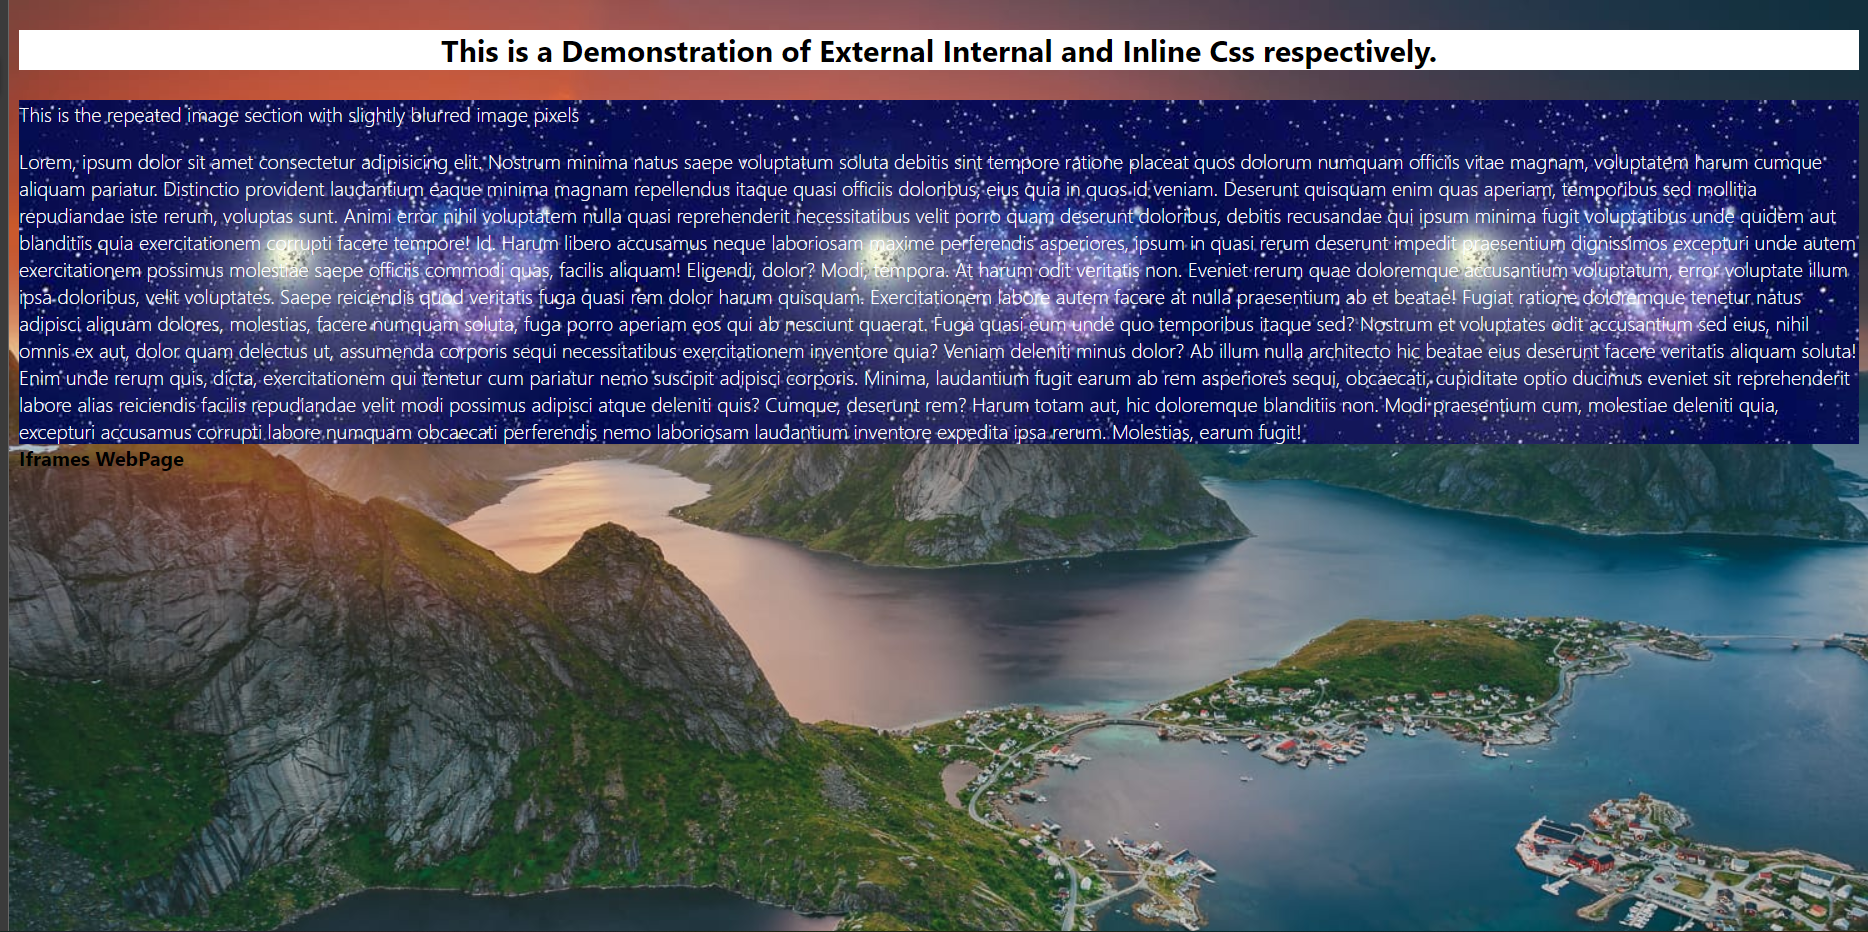 This is a Demonstration of External Internal and Inline Css respectively.
This is the repeated image section with slightly blurred image pixels
Lorem, ipsum dolor sit amet consectetur adipisicing elit. Nostrum minima natus saepe voluptatum soluta debitis sint tempore ratione placeat quos dolorum numquam officiis vitae magnam, voluptatem harum cumque
aliquam pariatur. Distinctio provident laudantium eaque minima magnam repellendus itaque quasi officiis doloribus, eius quia in quos id veniam. Deserunt quisquam enim quas aperiam, temporibus sed mollitia
repudiandae iste rerum, voluptas sunt. Animi error nihil voluptatem nulla quasi reprehenderit necessitatibus velit porro quam deserunt doloribus, debitis recusandae qui ipsum minima fugit voluptatibus unde quidem aut
blanditiis quia exercitationem corrupti facere tempore! Id. Harum libero accusamus neque laboriosam maxime perferendis asperiores, ipsum in quasi rerum deserunt impedit praesentium dignissimos excepturi unde autem
exercitationem possimus molestiae saepe officiis commodi quas, facilis aliquam! Eligendi, dolor? Modi, tempora. At harum odit veritatis non. Eveniet rerum quae doloremque accusantium voluptatum, error voluptate illum
ipsa doloribus, velit voluptates. Saepe reiciendis quod veritatis fuga quasi rem dolor harum quisquam. Exercitationem labore autem facere at nulla praesentium ab et beatae! Fugiat ratione doloremque tenetur natus
adipisci aliquam dolores, molestias, facere numquam soluta, fuga porro aperiam eos qui ab nesciunt quaerat. Fuga quasi eum unde quo temporibus itaque sed? Nostrum et voluptates odit accusantium sed eius, nihil
omnis ex aut, dolor quam delectus ut, assumenda corporis sequi necessitatibus exercitationem inventore quia? Veniam deleniti minus dolor? Ab illum nulla architecto hic beatae eius deserunt facere veritatis aliquam soluta!
Enim unde rerum quis, dicta, exercitationem qui tenetur cum pariatur nemo suscipit adipisci corporis. Minima, laudantium fugit earum ab rem asperiores sequi, obcaecati, cupiditate optio ducimus eveniet sit reprehenderit
labore alias reiciendis facilis repudiandae velit modi possimus adipisci atque deleniti quis? Cumque, deserunt rem? Harum totam aut, hic doloremque blanditiis non. Modi praesentium cum, molestiae deleniti quia,
excepturi accusamus corrupti labore numquam obcaecati perferendis nemo laboriosam laudantium inventore expedita ipsa rerum. Molestias, earum fugit!
Iframes WebPage